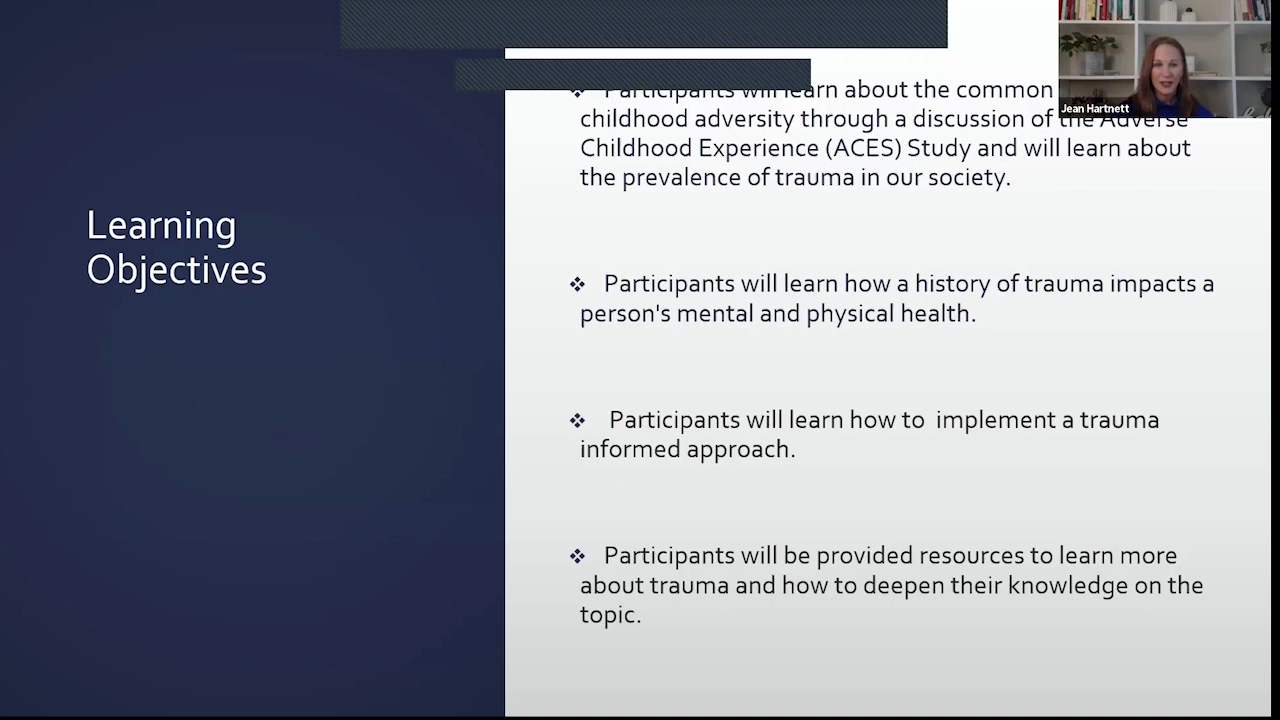 Learning
Objectives
❖ Participants will learn about the common
childhood adversity through a discussion of the Adverse
Childhood Experience (ACES) Study and will learn about
the prevalence of trauma in our society.
❖ Participants will learn how a history of trauma impacts a
person's mental and physical health.
❖ Participants will learn how to  implement a trauma
informed approach.
❖ Participants will be provided resources to learn more
about trauma and how to deepen their knowledge on the
topic.
Jean Hartnett